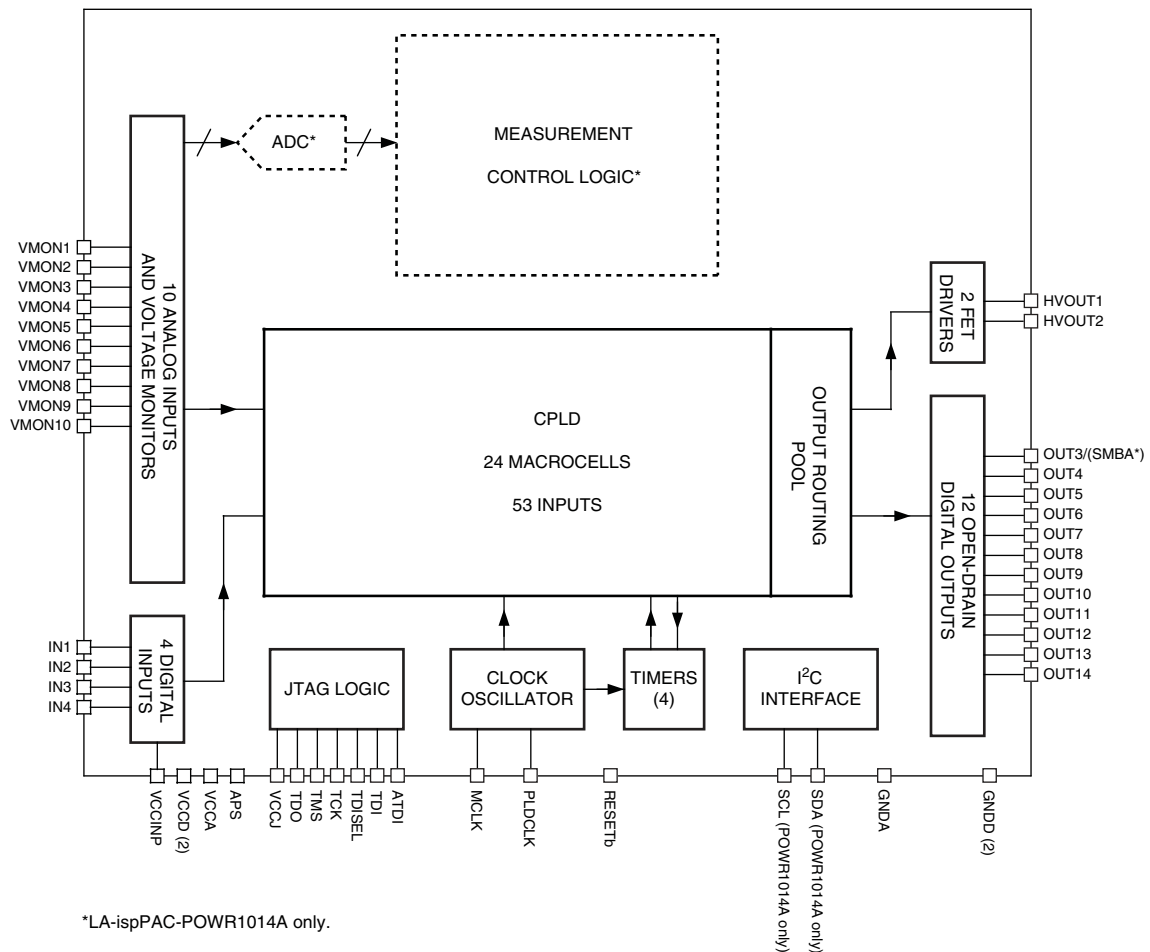 ADC*
MEASUREMENT
CONTROL LOGIC*
VMON1
VMON2
VMON3
VMON4
VMON5
VMON6
VMON7
VMON8
VMON9
VMON10
10 ANALOG INPUTS
AND VOLTAGE MONITORS
2 FET
DRIVERS
HVOUT1
HVOUT2
CPLD
24 MACROCELLS
53 INPUTS
OUTPUT ROUTING
POOL
12 OPEN-DRAIN
DIGITAL OUTPUTS
OUT3/(SMBA*)
OUT4
OUT5
OUT6
OUT7
OUT8
OUT9
OUT10
OUT11
OUT12
OUT13
OUT14
IN1
IN2
IN3
IN4
4 DIGITAL
INPUTS
JTAG LOGIC
CLOCK
OSCILLATOR
TIMERS
(4)
I²C
INTERFACE
VCCINP
VCCD (2)
VCCA
APS
VCCJ
TDO
TMS
TCK
TDISEL
TDI
ATDI
MCLK
PLDCLK
RESETb
SCL (POWR1014A only)
SDA (POWR1014A only)
GNDA
GNDD (2)
*LA-ispPAC-POWR1014A only.